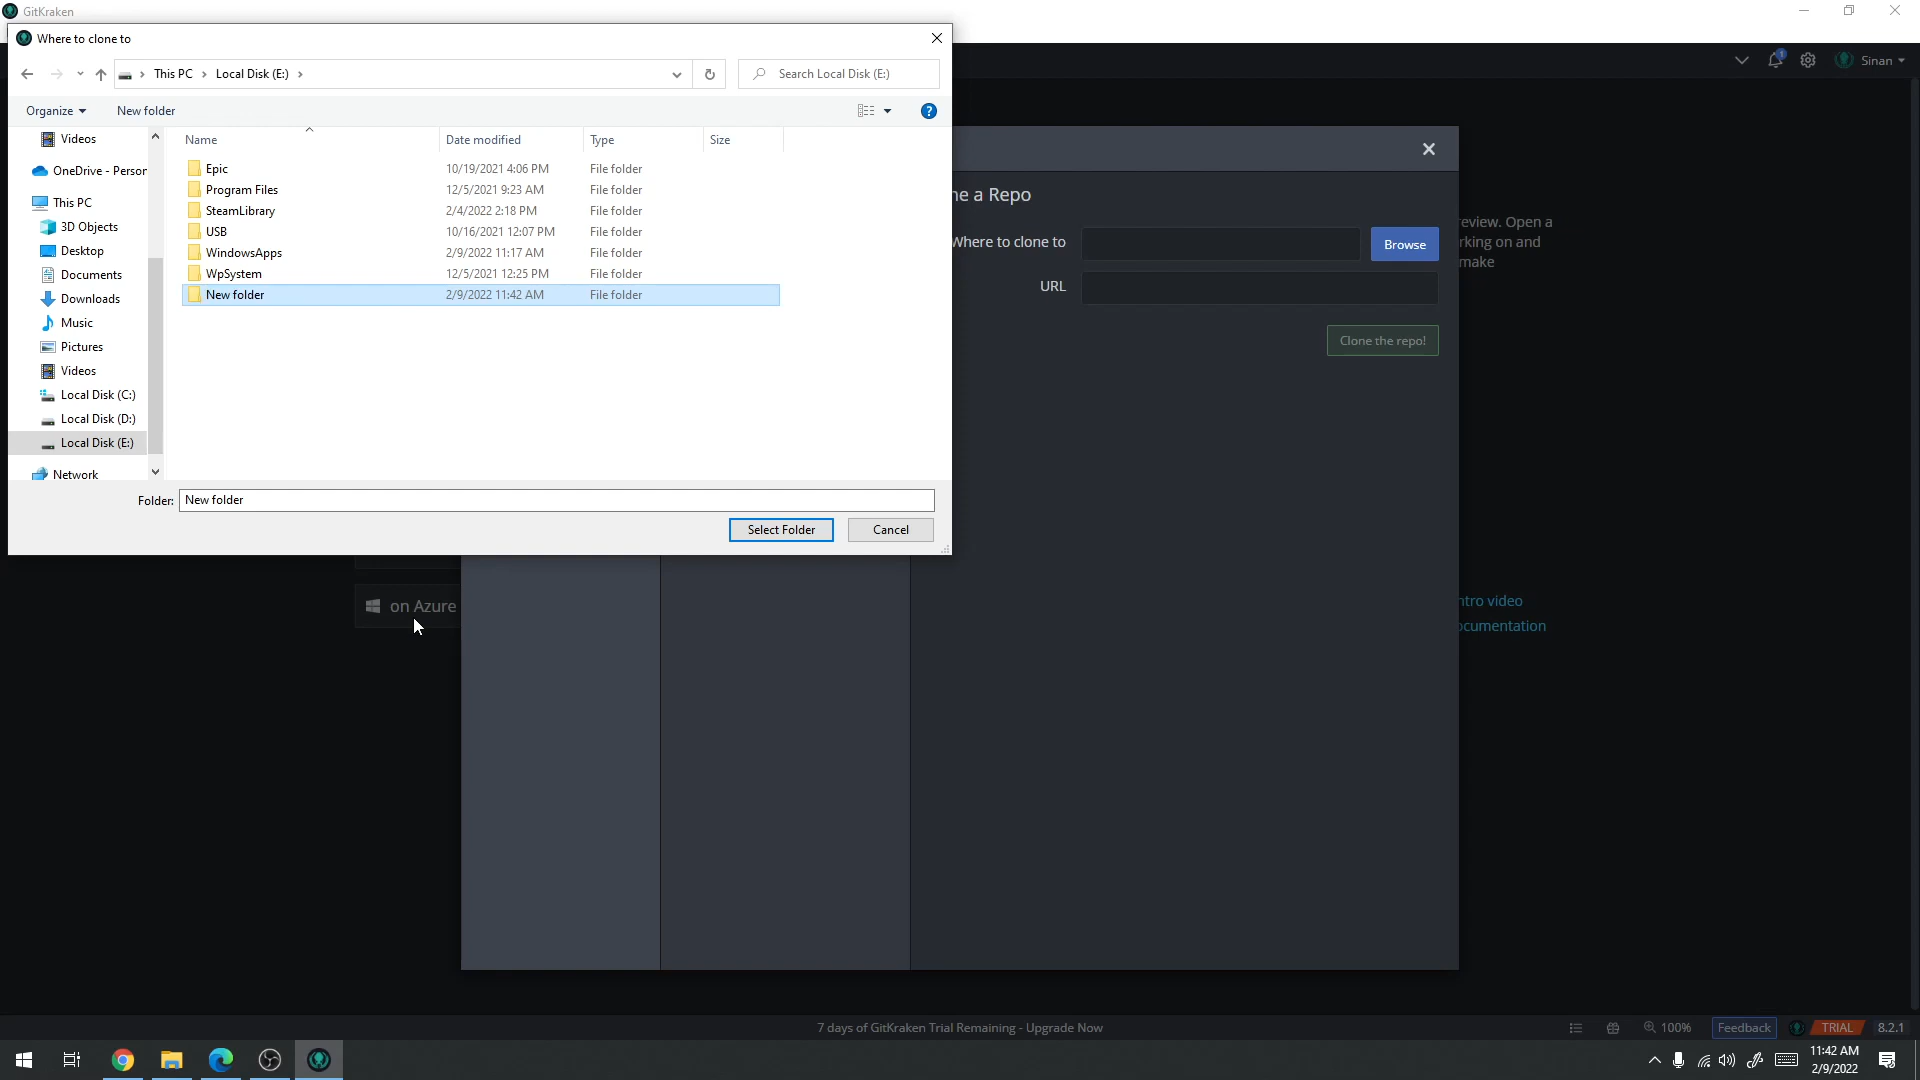 GitKraken
Where to clone to
This PC
Local Disk (E:)
Search Local Disk (E:)
Sinan
Organize
New folder
Name
Date modified
Type
Size
Videos
OneDrive - Person
This PC
3D Objects
Desktop
Documents
Downloads
Music
Pictures
Videos
Local Disk (C:)
Local Disk (D:)
Local Disk (E:)
Network
Epic 10/19/2021 4:06 PM File folder
Program Files 12/5/2021 9:23 AM File folder
SteamLibrary 2/4/2022 2:18 PM File folder
USB 10/16/2021 12:07 PM File folder
WindowsApps 2/9/2022 11:17 AM File folder
WpSystem 12/5/2021 12:25 PM File folder
New folder 2/9/2022 11:42 AM File folder
Folder: New folder
Select Folder
Cancel
ne a Repo
Where to clone to
Browse
URL
Clone the repo!
eview. Open a
rking on and
make
on Azure
ntro video
ocumentation
7 days of GitKraken Trial Remaining - Upgrade Now
100%
Feedback
TRIAL
8.2.1
11:42 AM
2/9/2022